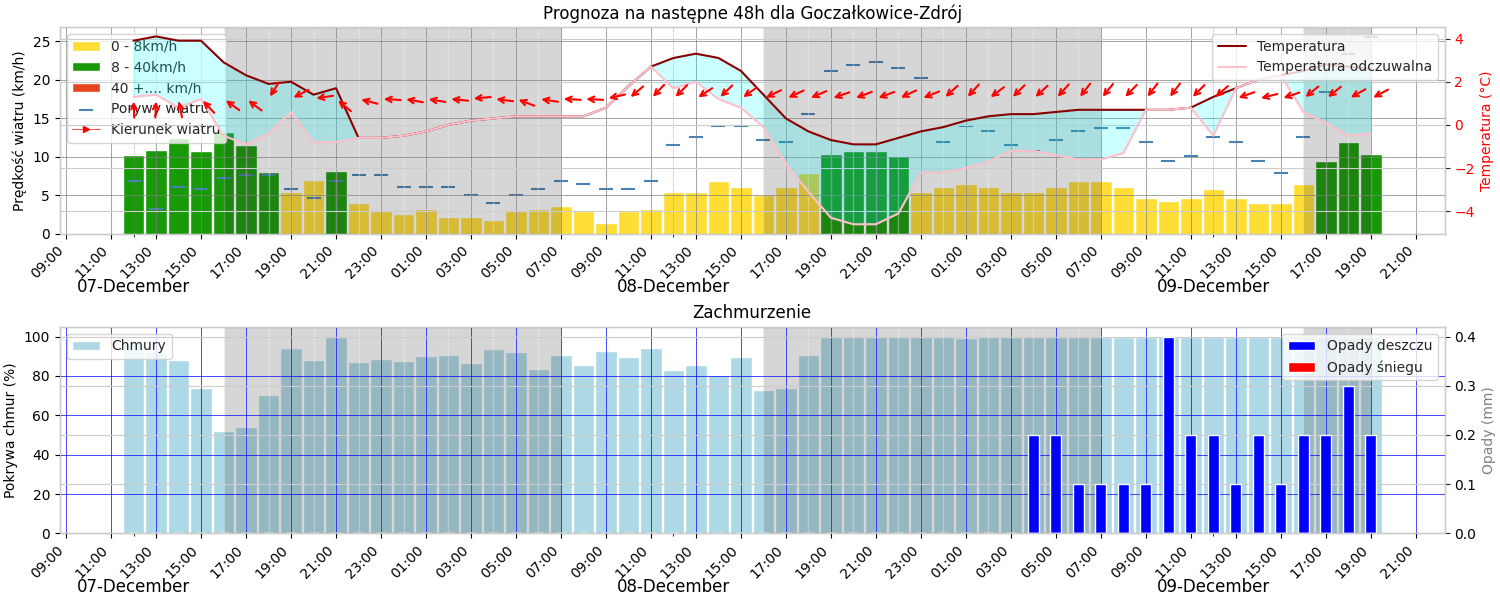 Prognoza na następne 48h dla Goczałkowice-Zdrój
Prędkość wiatru (km/h)
25
20
15
10
5
0
0 - 8km/h
8 - 40km/h
40 +.... km/h
Porywy wiatru
Kierunek wiatru
Temperatura
Temperatura odczuwalna
4
2
0
−2
−4
Temperatura (°C)
09:00 11:00 13:00 15:00 17:00 19:00 21:00 23:00 01:00 03:00 05:00 07:00 09:00 11:00 13:00 15:00 17:00 19:00 21:00 23:00 01:00 03:00 05:00 07:00 09:00 11:00 13:00 15:00 17:00 19:00 21:00
07-December 08-December 09-December
Zachmurzenie
Pokrywa chmur (%)
100
80
60
40
20
0
Chmury
Opady deszczu
Opady śniegu
0.4
0.3
0.2
0.1
0.0
Opady (mm)
09:00 11:00 13:00 15:00 17:00 19:00 21:00 23:00 01:00 03:00 05:00 07:00 09:00 11:00 13:00 15:00 17:00 19:00 21:00 23:00 01:00 03:00 05:00 07:00 09:00 11:00 13:00 15:00 17:00 19:00 21:00
07-December 08-December 09-December